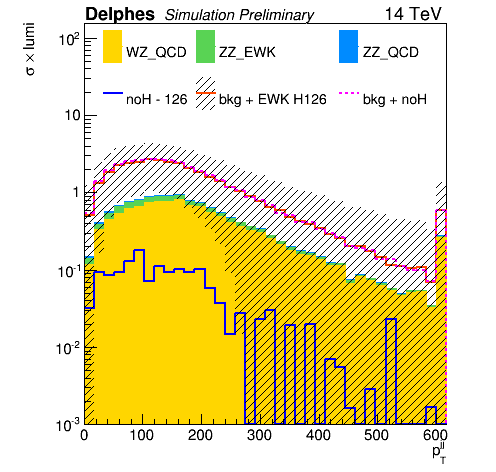 Delphes Simulation Preliminary 14 TeV
σ × lumi
WZ_QCD ZZ_EWK ZZ_QCD
noH - 126 bkg + EWK H126 bkg + noH
10²
10
1
10⁻¹
10⁻²
10⁻³
0 100 200 300 400 500 600
p_T^ll